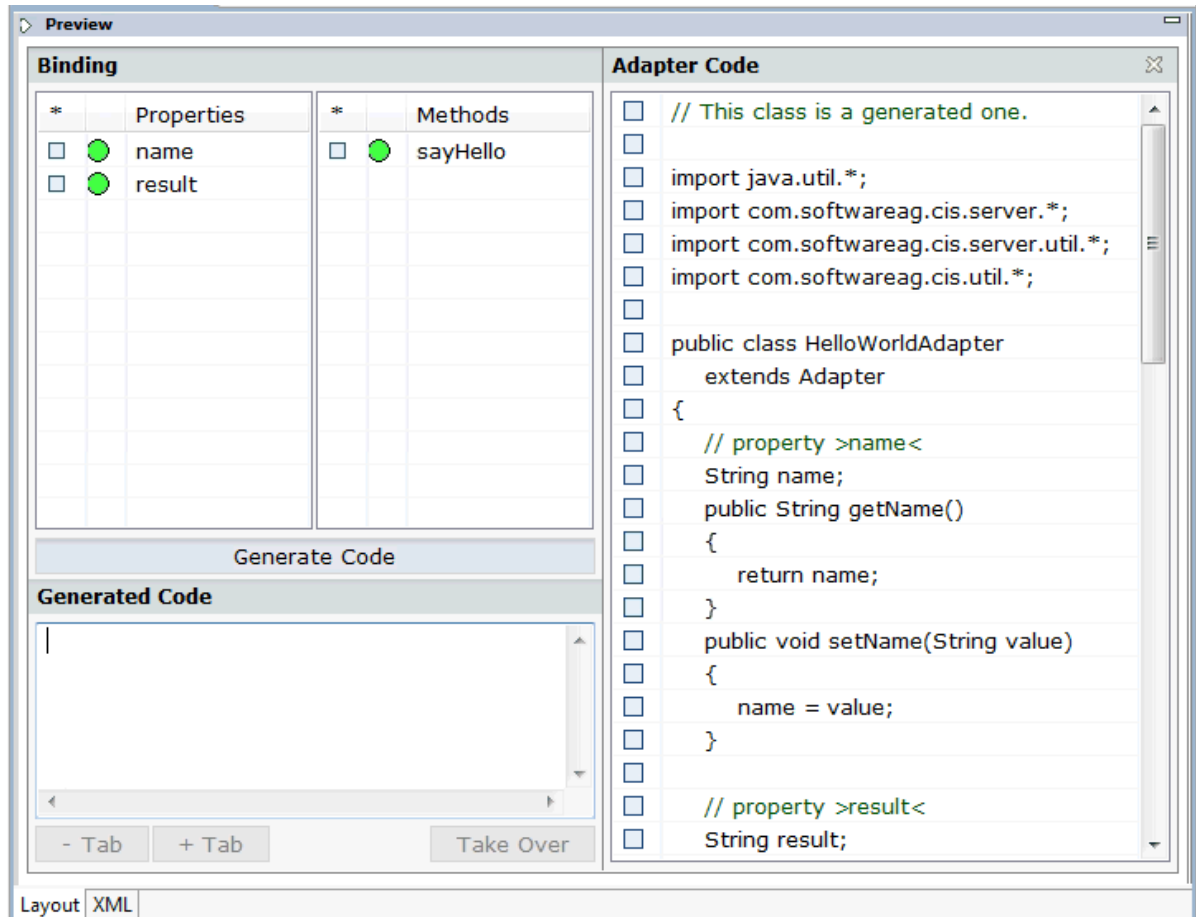 Preview
Binding
* Properties
name
result
* Methods
sayHello
Generate Code
Generated Code
- Tab + Tab Take Over
Adapter Code
// This class is a generated one.
import java.util.*;
import com.softwareag.cis.server.*;
import com.softwareag.cis.server.util.*;
import com.softwareag.cis.util.*;
public class HelloWorldAdapter
extends Adapter
{
// property >name<
String name;
public String getName()
{
return name;
}
public void setName(String value)
{
name = value;
}
// property >result<
String result;
Layout XML